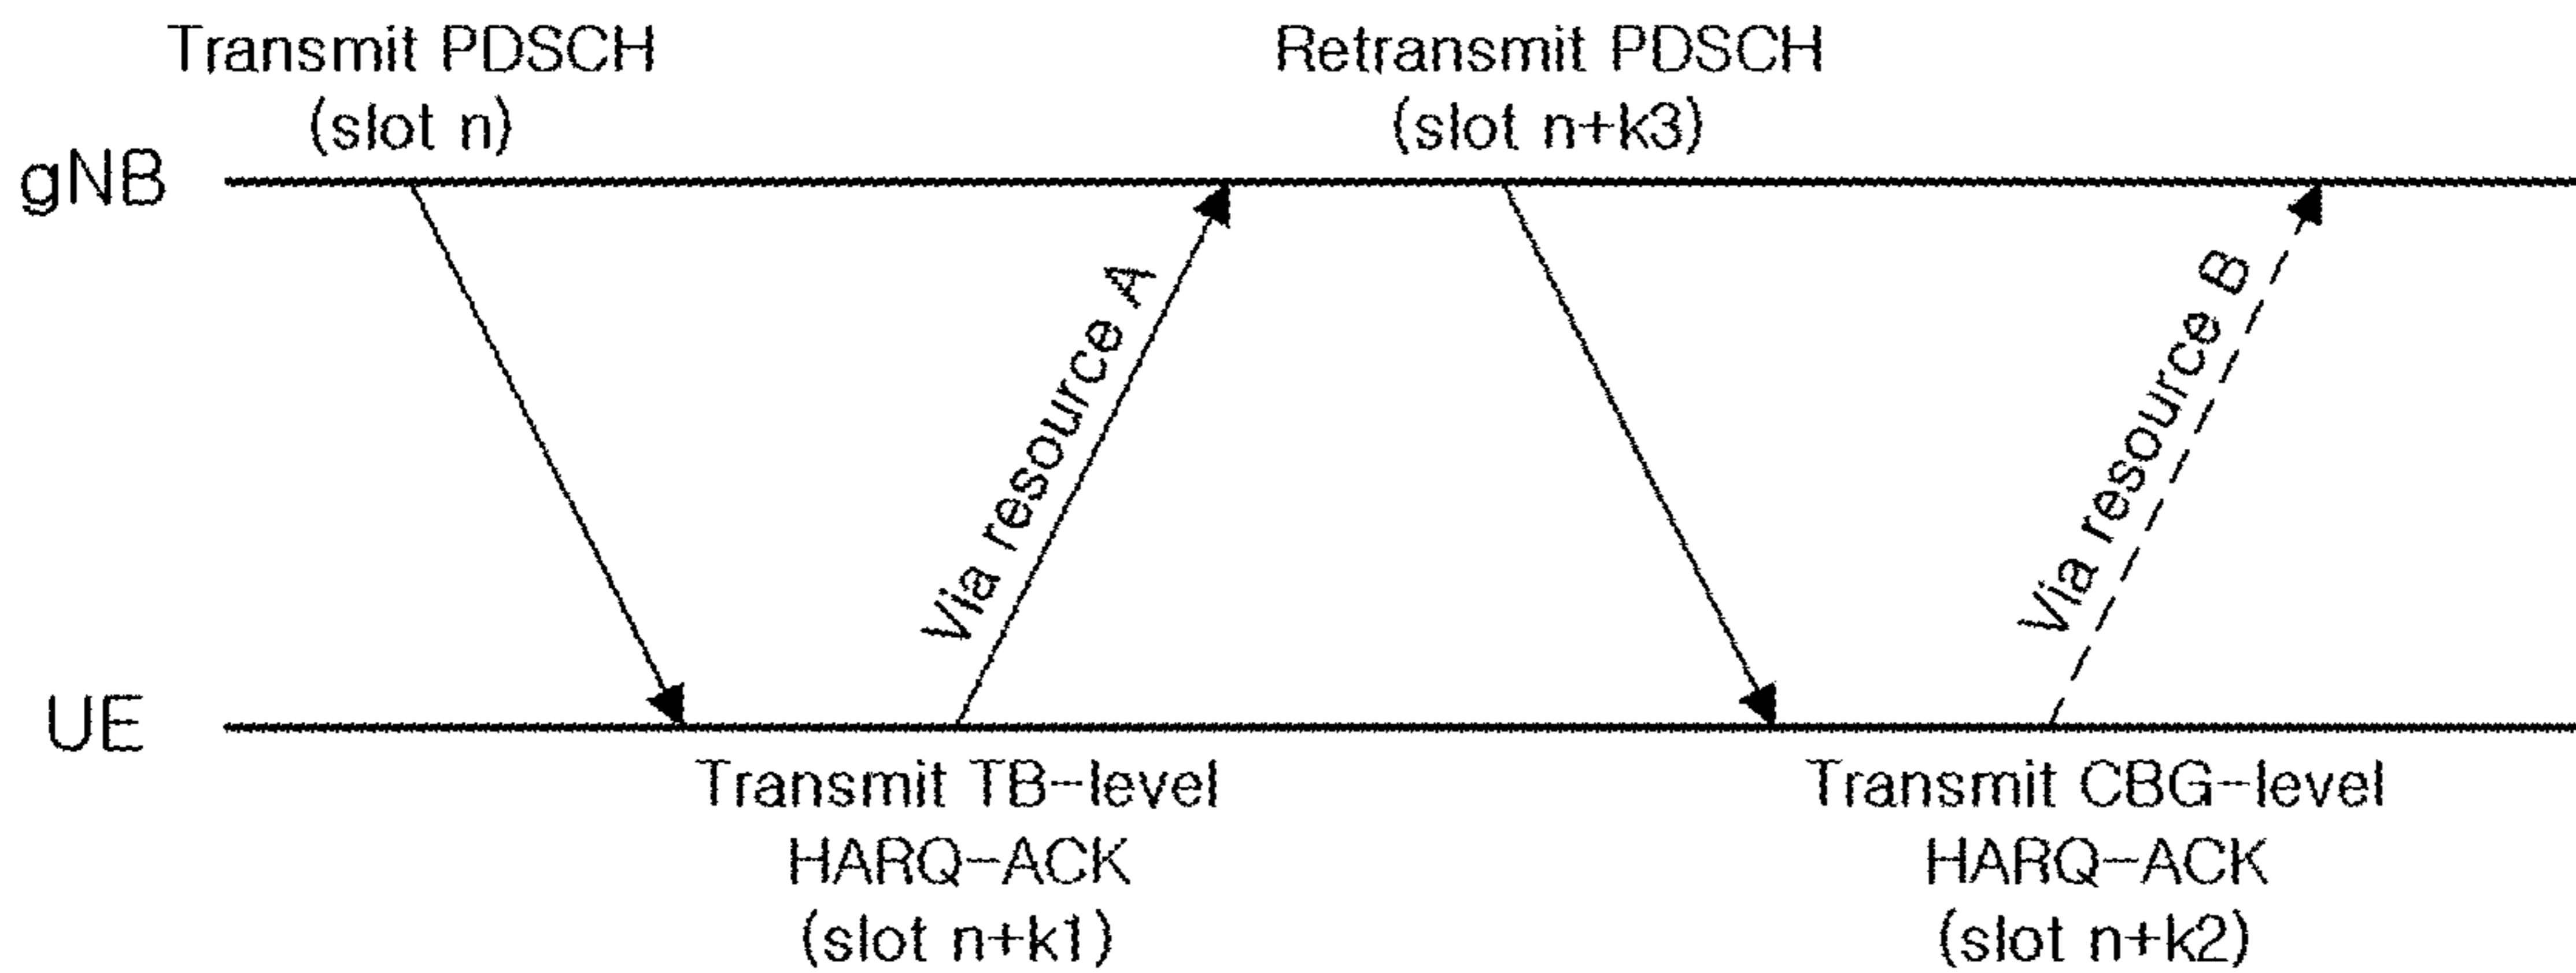 Transmit PDSCH
(slot n)
Retransmit PDSCH
(slot n+k3)
gNB
Via resource A
Via resource B
UE
Transmit TB-level
HARQ-ACK
(slot n+k1)
Transmit CBG-level
HARQ-ACK
(slot n+k2)